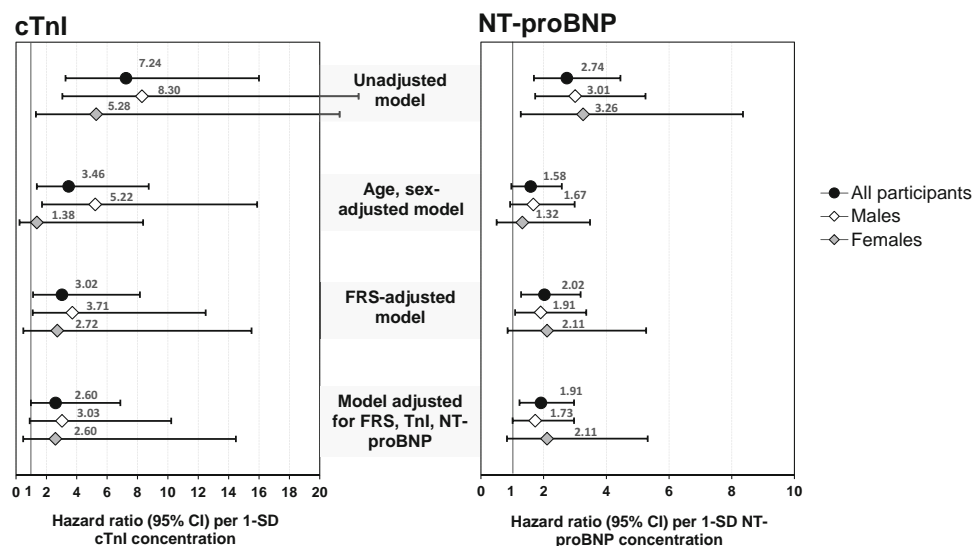 cTnI
NT-proBNP
7.24
8.30
5.28
Unadjusted
model
2.74
3.01
3.26
3.46
5.22
1.38
Age, sex-
adjusted model
1.58
1.67
1.32
All participants
Males
Females
3.02
3.71
2.72
FRS-adjusted
model
2.02
1.91
2.11
2.60
3.03
2.60
Model adjusted
for FRS, TnI, NT-
proBNP
1.91
1.73
2.11
0 1 2 4 6 8 10 12 14 16 18 20
0 1 2 4 6 8 10
Hazard ratio (95% CI) per 1-SD
cTnI concentration
Hazard ratio (95% CI) per 1-SD NT-
proBNP concentration